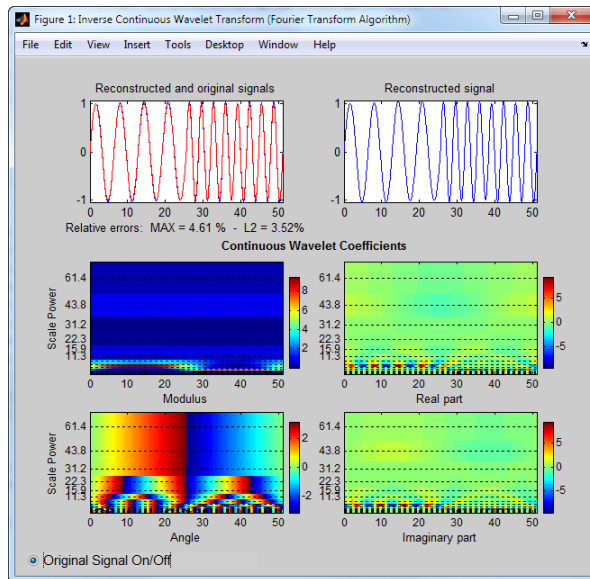 Figure 1: Inverse Continuous Wavelet Transform (Fourier Transform Algorithm)
File Edit View Insert Tools Desktop Window Help
Reconstructed and original signals
Reconstructed signal
1
0
-1
0 10 20 30 40 50
1
0
-1
0 10 20 30 40 50
Relative errors: MAX = 4.61 % - L2 = 3.52%
Continuous Wavelet Coefficients
Scale Power
61.4
43.8
31.2
22.3
15.9
11.3
0 10 20 30 40 50
Modulus
8
6
4
2
61.4
43.8
31.2
22.3
15.9
11.3
0 10 20 30 40 50
Real part
5
0
-5
Scale Power
61.4
43.8
31.2
22.3
15.9
11.3
0 10 20 30 40 50
Angle
2
0
-2
61.4
43.8
31.2
22.3
15.9
11.3
0 10 20 30 40 50
Imaginary part
5
0
-5
Original Signal On/Off